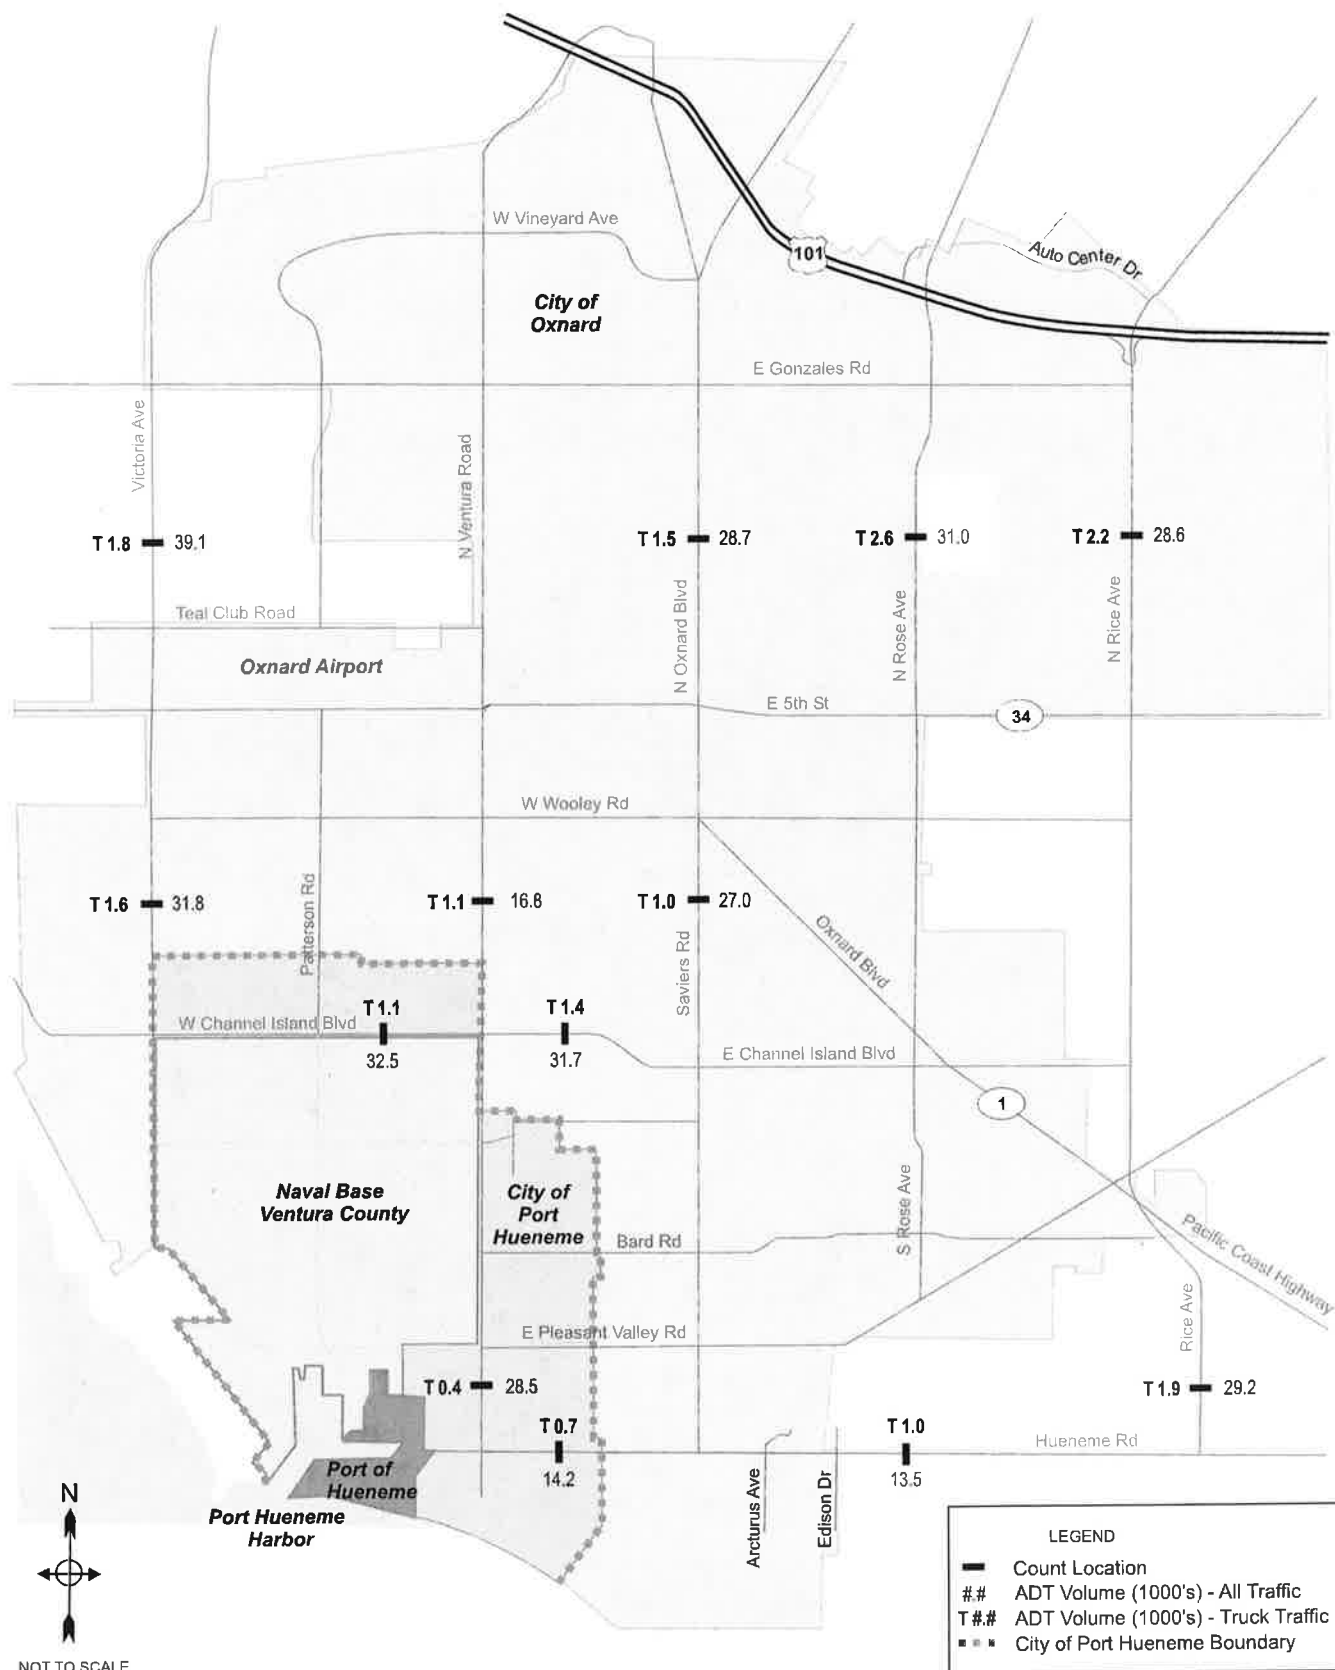 W Vineyard Ave
101
Auto Center Dr
City of
Oxnard
E Gonzales Rd
Victoria Ave
N Ventura Road
T 1.8
39.1
T 1.5
28.7
T 2.6
31.0
T 2.2
28.6
N Oxnard Blvd
N Rose Ave
N Rice Ave
Teal Club Road
Oxnard Airport
E 5th St
34
W Wooley Rd
Patterson Rd
T 1.6
31.8
T 1.1
16.8
T 1.0
27.0
Saviers Rd
Oxnard Blvd
T 1.1
T 1.4
W Channel Island Blvd
32.5
31.7
E Channel Island Blvd
1
Naval Base
Ventura County
City of
Port
Hueneme
Bard Rd
S Rose Ave
Pacific Coast Highway
E Pleasant Valley Rd
Rice Ave
T 0.4
28.5
T 1.9
29.2
T 0.7
T 1.0
Hueneme Rd
14.2
13.5
Port of
Hueneme
Arcturus Ave
Edison Dr
Port Hueneme
Harbor
N
NOT TO SCALE
LEGEND
Count Location
#.# ADT Volume (1000's) - All Traffic
T #.# ADT Volume (1000's) - Truck Traffic
City of Port Hueneme Boundary